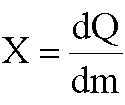 X = dQ/dm